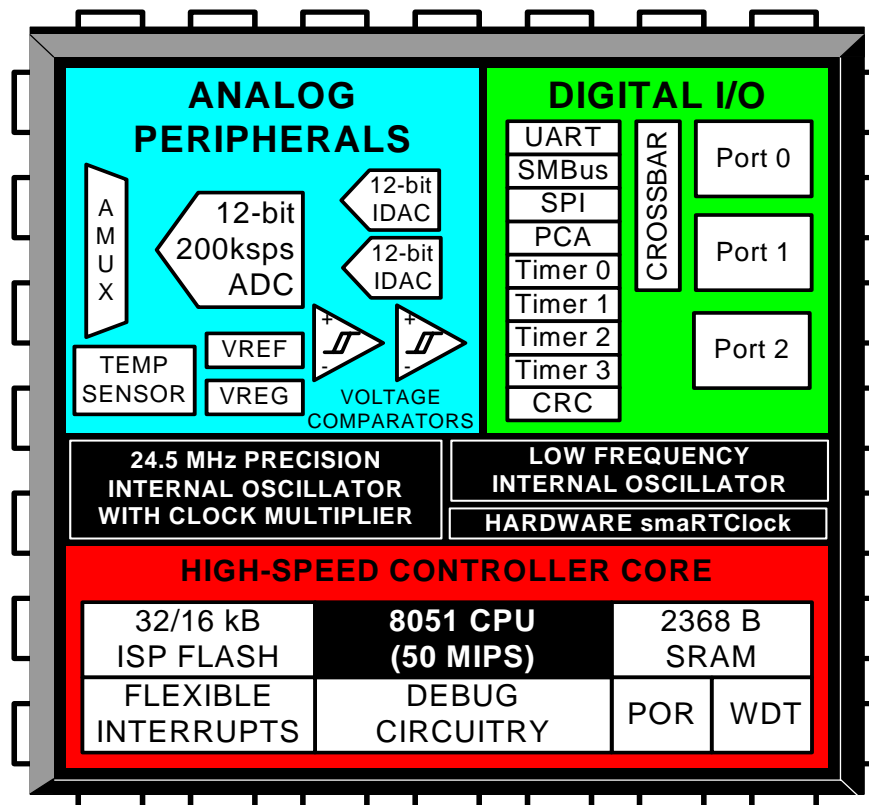 ANALOG
PERIPHERALS
A
M
U
X
12-bit
200ksps
ADC
12-bit
IDAC
12-bit
IDAC
TEMP
SENSOR
VREF
VREG
+
-
+
-
VOLTAGE
COMPARATORS
DIGITAL I/O
UART
SMBus
SPI
PCA
Timer 0
Timer 1
Timer 2
Timer 3
CRC
CROSSBAR
Port 0
Port 1
Port 2
24.5 MHz PRECISION
INTERNAL OSCILLATOR
WITH CLOCK MULTIPLIER
LOW FREQUENCY
INTERNAL OSCILLATOR
HARDWARE smaRTClock
HIGH-SPEED CONTROLLER CORE
32/16 kB
ISP FLASH
8051 CPU
(50 MIPS)
2368 B
SRAM
FLEXIBLE
INTERRUPTS
DEBUG
CIRCUITRY
POR
WDT